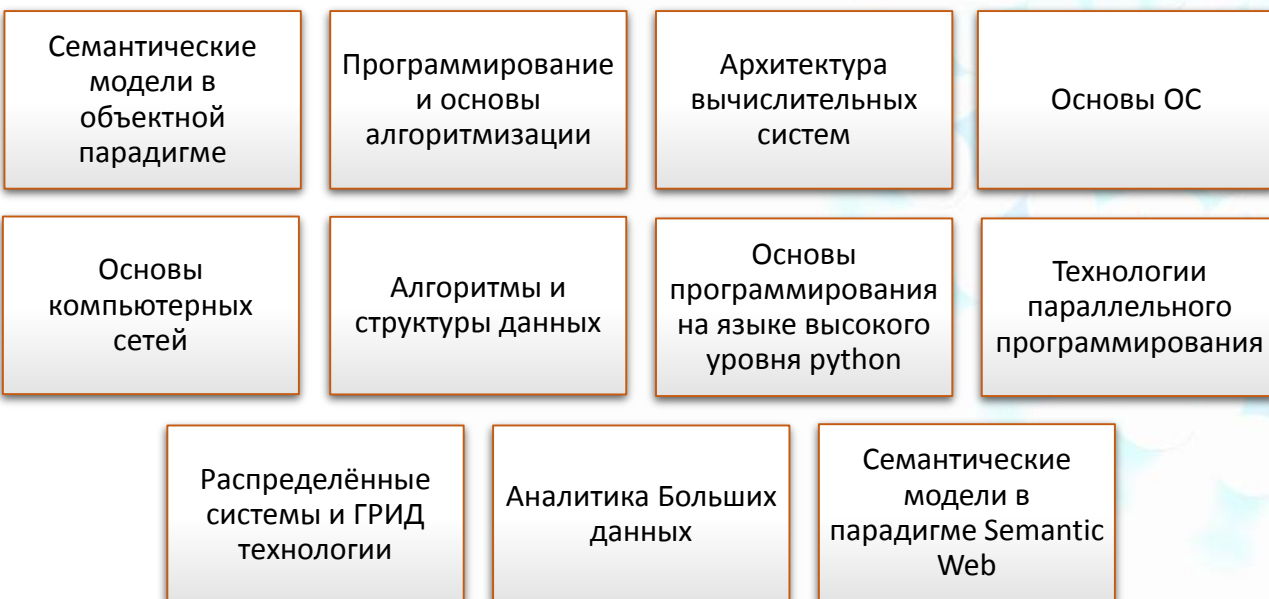 Семантические
модели в
объектной
парадигме
Программирование
и основы
алгоритмизации
Архитектура
вычислительных
систем
Основы ОС
Основы
компьютерных
сетей
Алгоритмы и
структуры данных
Основы
программирования
на языке высокого
уровня python
Технологии
параллельного
программирования
Распределённые
системы и ГРИД
технологии
Аналитика Больших
данных
Семантические
модели в
парадигме Semantic
Web